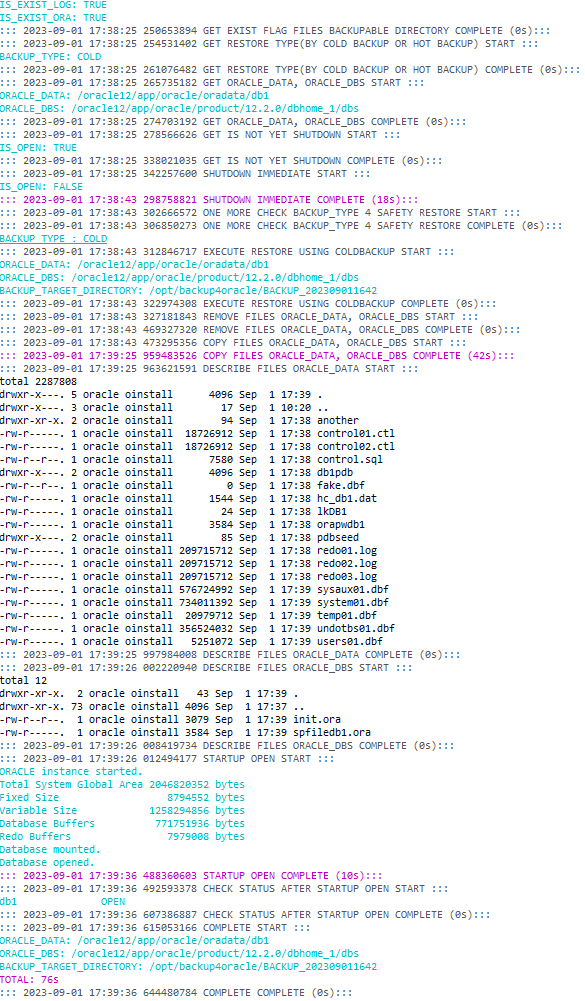 IS_EXIST_LOG: TRUE
IS_EXIST_ORA: TRUE
::: 2023-09-01 17:38:25 250653894 GET EXIST FLAG FILES BACKUPABLE DIRECTORY COMPLETE (0s):::
::: 2023-09-01 17:38:25 254531402 GET RESTORE TYPE(BY COLD BACKUP OR HOT BACKUP) START :::
BACKUP_TYPE: COLD
::: 2023-09-01 17:38:25 261076482 GET RESTORE TYPE(BY COLD BACKUP OR HOT BACKUP) COMPLETE (0s):::
::: 2023-09-01 17:38:25 265735182 GET ORACLE_DATA, ORACLE_DBS START :::
ORACLE_DATA: /oracle12/app/oracle/oradata/db1
ORACLE_DBS: /oracle12/app/oracle/product/12.2.0/dbhome_1/dbs
::: 2023-09-01 17:38:25 274703192 GET ORACLE_DATA, ORACLE_DBS COMPLETE (0s):::
::: 2023-09-01 17:38:25 278566626 GET IS NOT YET SHUTDOWN START :::
IS_OPEN: TRUE
::: 2023-09-01 17:38:25 338021035 GET IS NOT YET SHUTDOWN COMPLETE (0s):::
::: 2023-09-01 17:38:25 342257600 SHUTDOWN IMMEDIATE START :::
IS_OPEN: FALSE
::: 2023-09-01 17:38:43 298758821 SHUTDOWN IMMEDIATE COMPLETE (18s):::
::: 2023-09-01 17:38:43 302666572 ONE MORE CHECK BACKUP_TYPE 4 SAFETY RESTORE START :::
::: 2023-09-01 17:38:43 306850273 ONE MORE CHECK BACKUP_TYPE 4 SAFETY RESTORE COMPLETE (0s):::
BACKUP_TYPE : COLD
::: 2023-09-01 17:38:43 312846717 EXECUTE RESTORE USING COLDBACKUP START :::
ORACLE_DATA: /oracle12/app/oracle/oradata/db1
ORACLE_DBS: /oracle12/app/oracle/product/12.2.0/dbhome_1/dbs
BACKUP_TARGET_DIRECTORY: /opt/backup4oracle/BACKUP_202309011642
::: 2023-09-01 17:38:43 322974308 EXECUTE RESTORE USING COLDBACKUP COMPLETE (0s):::
::: 2023-09-01 17:38:43 327181843 REMOVE FILES ORACLE_DATA, ORACLE_DBS START :::
::: 2023-09-01 17:38:43 469327320 REMOVE FILES ORACLE_DATA, ORACLE_DBS COMPLETE (0s):::
::: 2023-09-01 17:38:43 473295356 COPY FILES ORACLE_DATA, ORACLE_DBS START :::
::: 2023-09-01 17:39:25 959483526 COPY FILES ORACLE_DATA, ORACLE_DBS COMPLETE (42s):::
::: 2023-09-01 17:39:25 963621591 DESCRIBE FILES ORACLE_DATA START :::
total 2287808
drwxr-x---. 5 oracle oinstall      4096 Sep  1 17:39 .
drwxr-x---. 3 oracle oinstall        17 Sep  1 10:20 ..
drwxr-xr-x. 2 oracle oinstall        94 Sep  1 17:38 another
-rw-r-----. 1 oracle oinstall  18726912 Sep  1 17:38 control01.ctl
-rw-r-----. 1 oracle oinstall  18726912 Sep  1 17:38 control02.ctl
-rw-r--r--. 1 oracle oinstall      7580 Sep  1 17:38 control.sql
drwxr-x---. 2 oracle oinstall      4096 Sep  1 17:38 db1pdb
-rw-r--r--. 1 oracle oinstall         0 Sep  1 17:38 fake.dbf
-rw-r-----. 1 oracle oinstall      1544 Sep  1 17:38 hc_db1.dat
-rw-r-----. 1 oracle oinstall        24 Sep  1 17:38 lkDB1
-rw-r-----. 1 oracle oinstall      3584 Sep  1 17:38 orapwdb1
drwxr-x---. 2 oracle oinstall        85 Sep  1 17:38 pdbseed
-rw-r-----. 1 oracle oinstall 209715712 Sep  1 17:38 redo01.log
-rw-r-----. 1 oracle oinstall 209715712 Sep  1 17:38 redo02.log
-rw-r-----. 1 oracle oinstall 209715712 Sep  1 17:38 redo03.log
-rw-r-----. 1 oracle oinstall 576724992 Sep  1 17:39 sysaux01.dbf
-rw-r-----. 1 oracle oinstall 734011392 Sep  1 17:39 system01.dbf
-rw-r-----. 1 oracle oinstall  20979712 Sep  1 17:39 temp01.dbf
-rw-r-----. 1 oracle oinstall 356524032 Sep  1 17:39 undotbs01.dbf
-rw-r-----. 1 oracle oinstall   5251072 Sep  1 17:39 users01.dbf
::: 2023-09-01 17:39:25 997984008 DESCRIBE FILES ORACLE_DATA COMPLETE (0s):::
::: 2023-09-01 17:39:26 002220940 DESCRIBE FILES ORACLE_DBS START :::
total 12
drwxr-xr-x.  2 oracle oinstall   43 Sep  1 17:39 .
drwxr-xr-x. 73 oracle oinstall 4096 Sep  1 17:37 ..
-rw-r--r--.  1 oracle oinstall 3079 Sep  1 17:39 init.ora
-rw-r-----.  1 oracle oinstall 3584 Sep  1 17:39 spfiledb1.ora
::: 2023-09-01 17:39:26 008419734 DESCRIBE FILES ORACLE_DBS COMPLETE (0s):::
::: 2023-09-01 17:39:26 012494177 STARTUP OPEN START :::
ORACLE instance started.
Total System Global Area 2046820352 bytes
Fixed Size                  8794552 bytes
Variable Size            1258294856 bytes
Database Buffers          771751936 bytes
Redo Buffers                7979008 bytes
Database mounted.
Database opened.
::: 2023-09-01 17:39:36 488360603 STARTUP OPEN COMPLETE (10s):::
::: 2023-09-01 17:39:36 492593378 CHECK STATUS AFTER STARTUP OPEN START :::
db1              OPEN
::: 2023-09-01 17:39:36 607386887 CHECK STATUS AFTER STARTUP OPEN COMPLETE (0s):::
::: 2023-09-01 17:39:36 615053166 COMPLETE START :::
ORACLE_DATA: /oracle12/app/oracle/oradata/db1
ORACLE_DBS: /oracle12/app/oracle/product/12.2.0/dbhome_1/dbs
BACKUP_TARGET_DIRECTORY: /opt/backup4oracle/BACKUP_202309011642
TOTAL: 76s
::: 2023-09-01 17:39:36 644480784 COMPLETE COMPLETE (0s):::